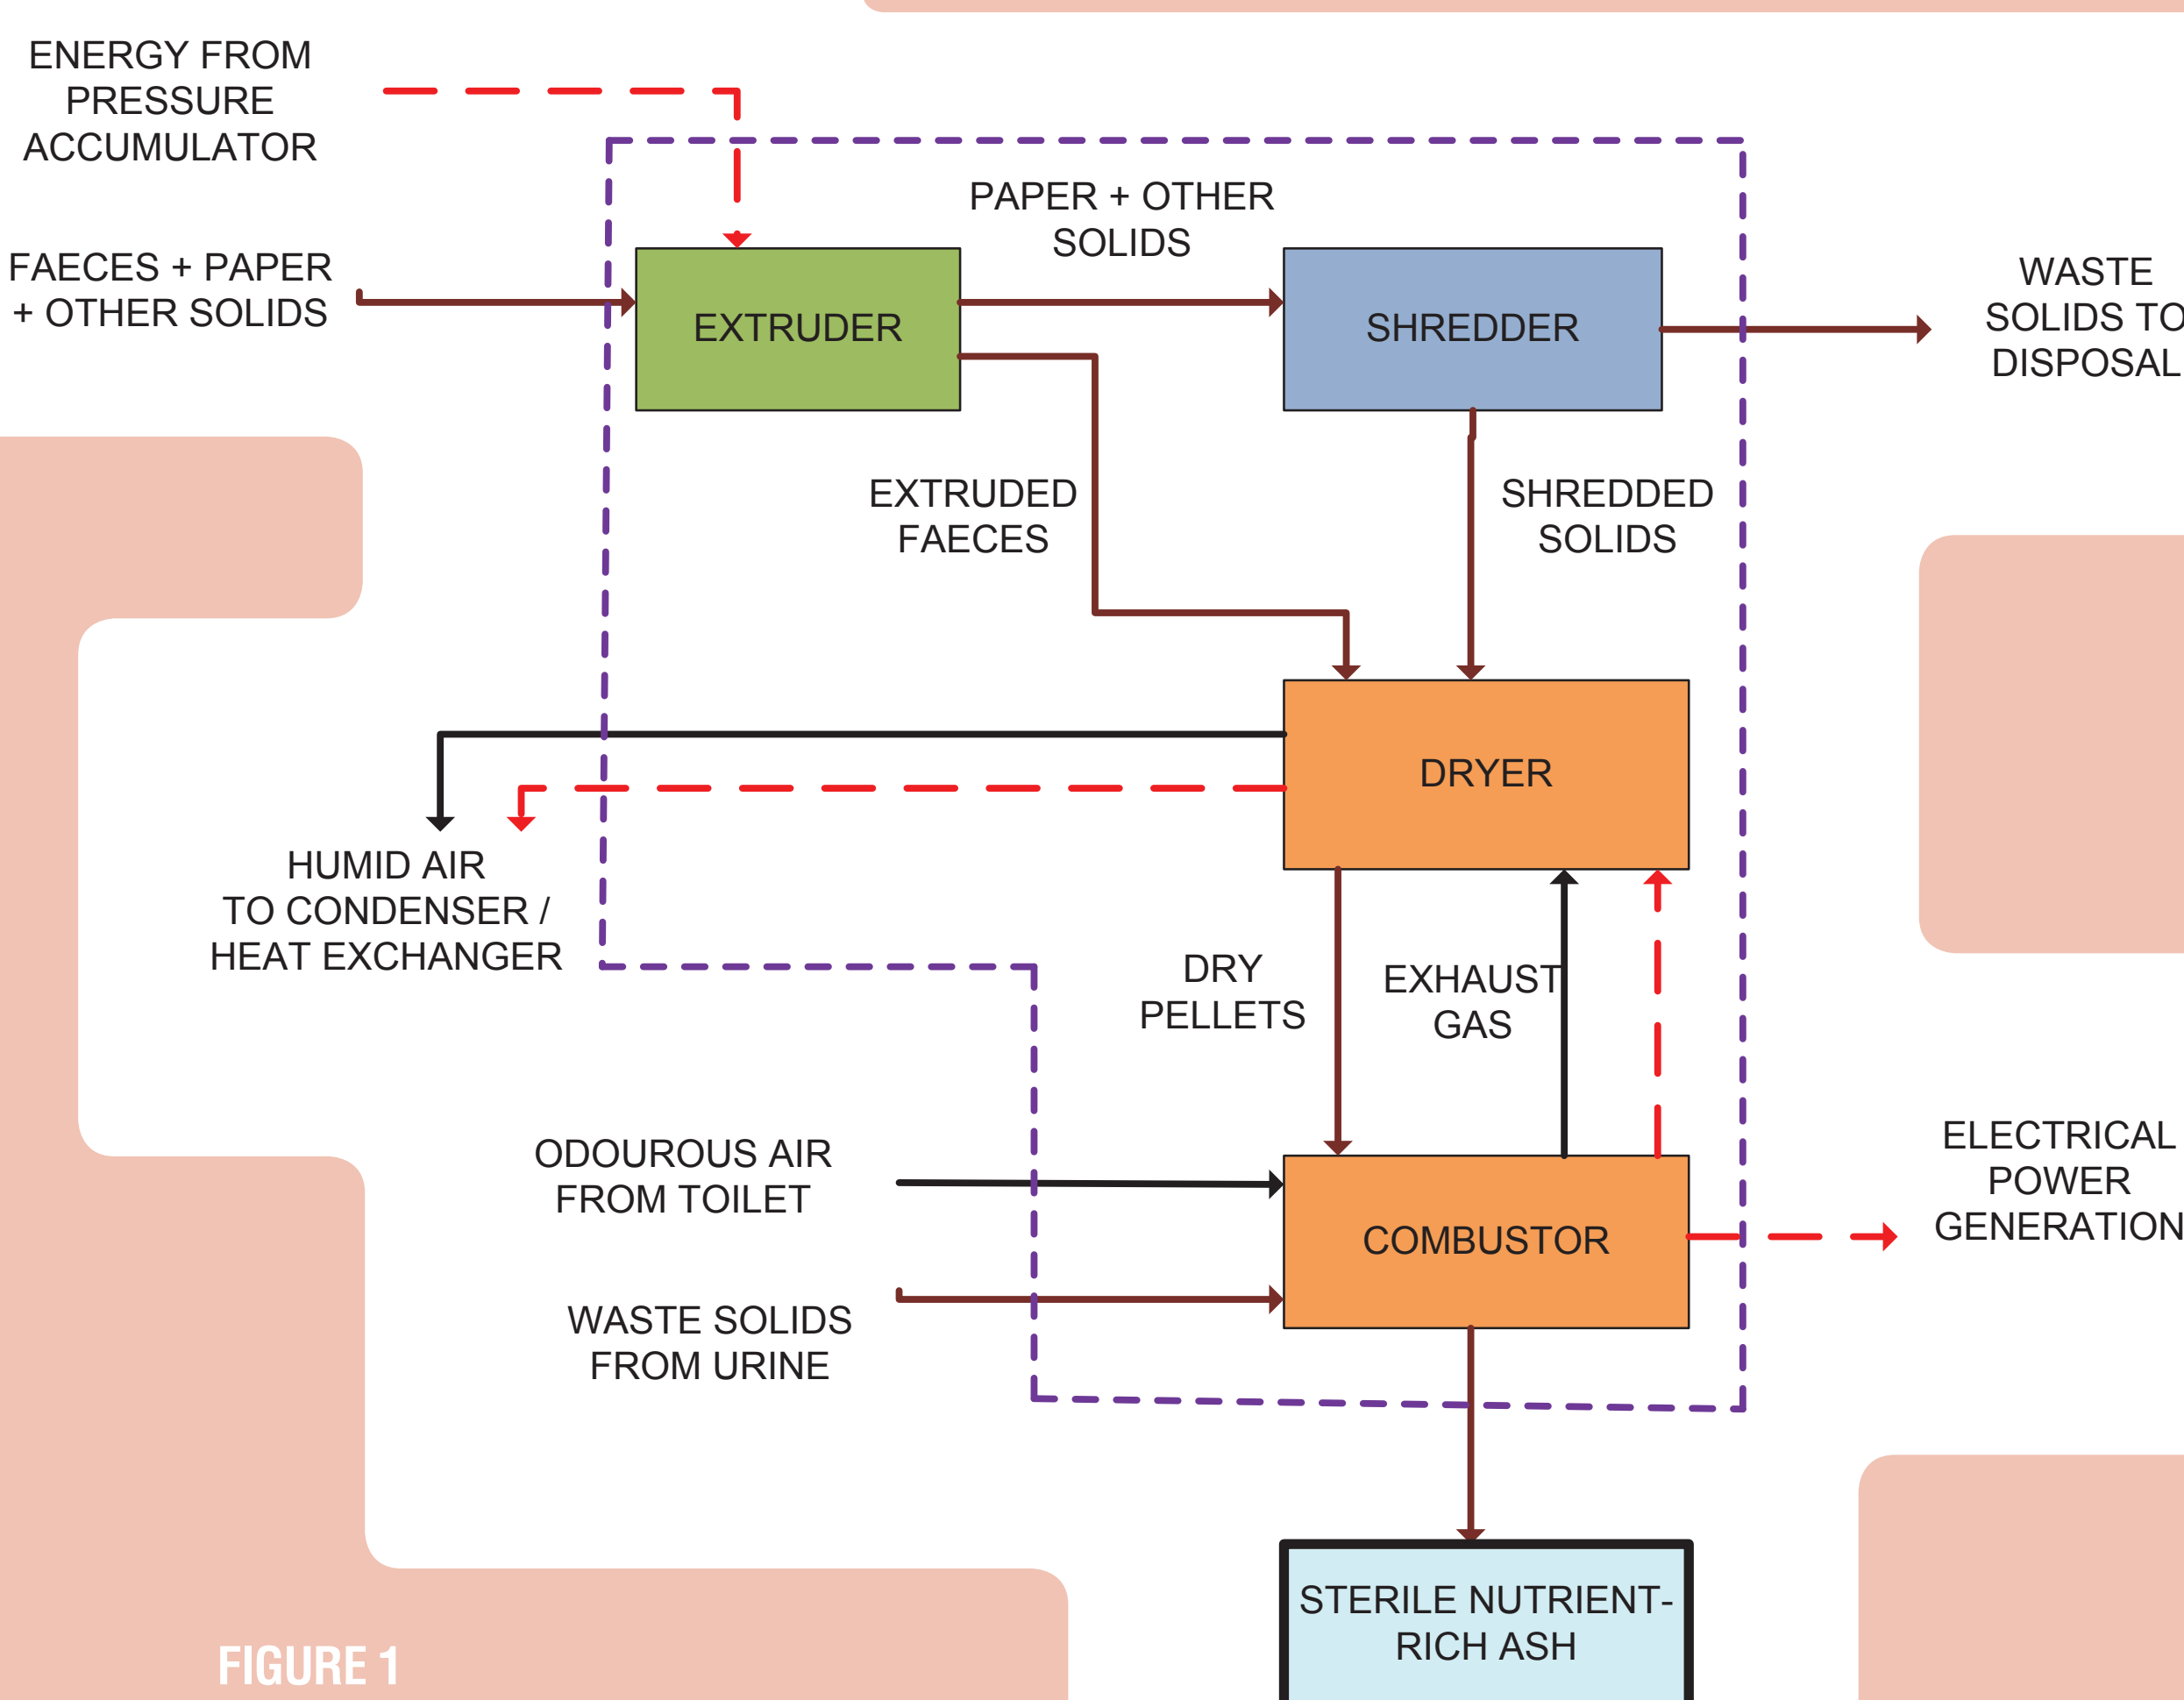 ENERGY FROM
PRESSURE
ACCUMULATOR
FAECES + PAPER
+ OTHER SOLIDS
PAPER + OTHER
SOLIDS
EXTRUDER
SHREDDER
WASTE
SOLIDS TO
DISPOSAL
EXTRUDED
FAECES
SHREDDED
SOLIDS
DRYER
HUMID AIR
TO CONDENSER /
HEAT EXCHANGER
DRY
PELLETS
EXHAUST
GAS
ODOUROUS AIR
FROM TOILET
WASTE SOLIDS
FROM URINE
COMBUSTOR
ELECTRICAL
POWER
GENERATION
STERILE NUTRIENT-
RICH ASH
FIGURE 1